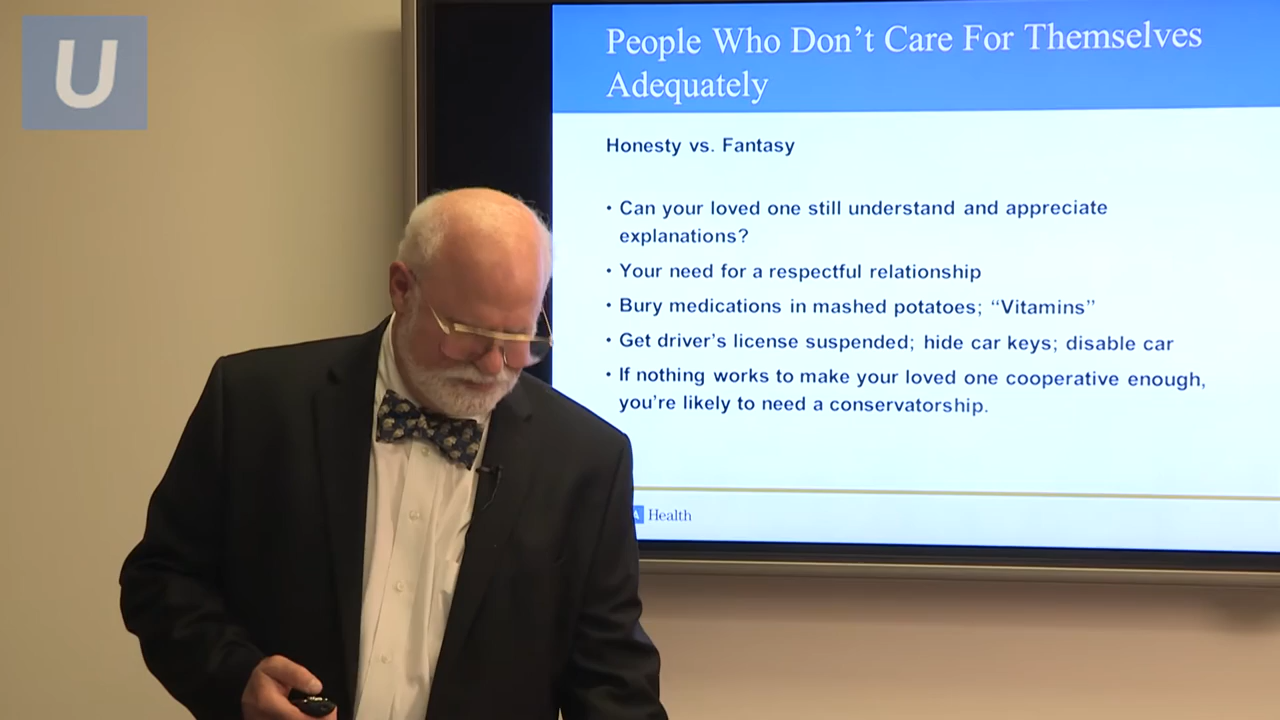 U
People Who Don’t Care For Themselves
Adequately
Honesty vs. Fantasy
• Can your loved one still understand and appreciate
explanations?
• Your need for a respectful relationship
• Bury medications in mashed potatoes; “Vitamins”
• Get driver’s license suspended; hide car keys; disable car
• If nothing works to make your loved one cooperative enough,
you’re likely to need a conservatorship.
A Health